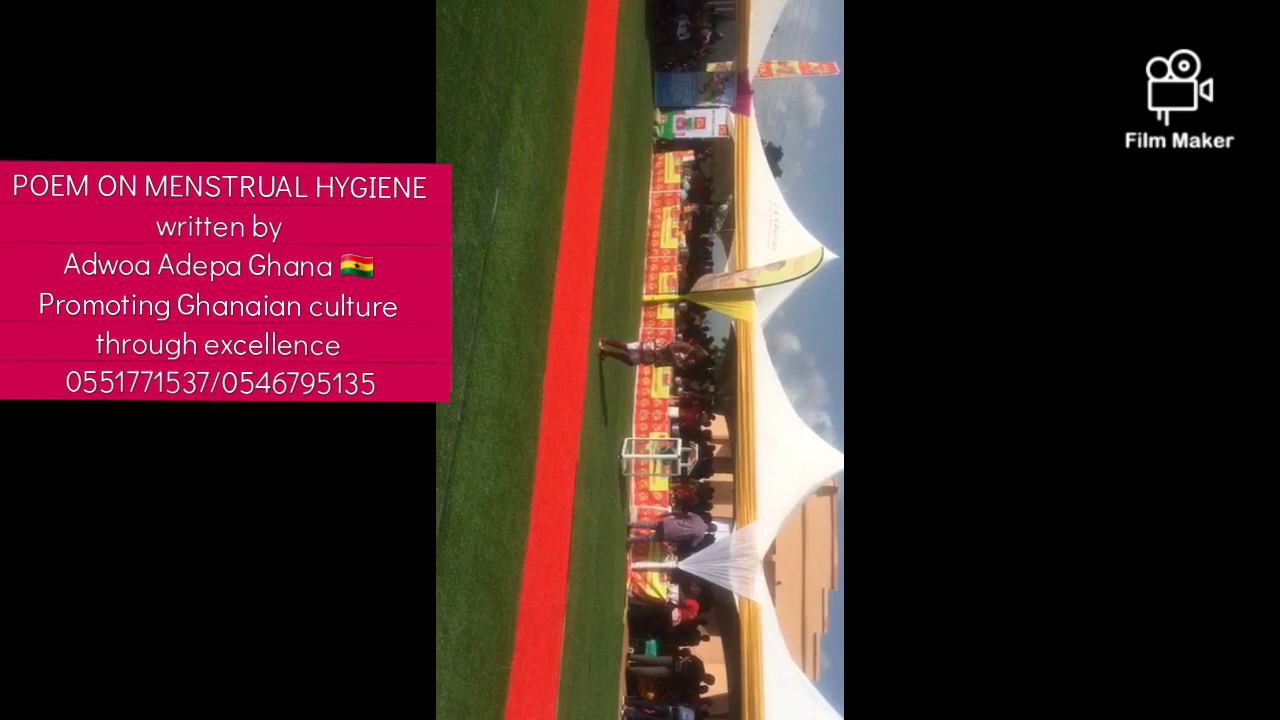 POEM ON MENSTRUAL HYGIENE
written by
Adwoa Adepa Ghana 🇬🇭
Promoting Ghanaian culture
through excellence
0551771537/0546795135
Film Maker